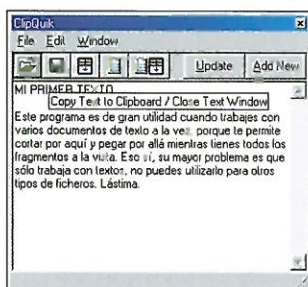 ClipQuik
File Edit Window
Update Add New
MI PRIMER TEXTO
Copy Text to Clipboard / Close Text Window
Este programa es de gran utilidad cuando trabajes con
varios documentos de texto a la vez, porque te permite
cortar por aquí y pegar por allá mientras tienes todos los
fragmentos a la vista. Eso sí, su mayor problema es que
sólo trabaja con textos, no puedes utilizarlo para otros
tipos de ficheros. Lástima.